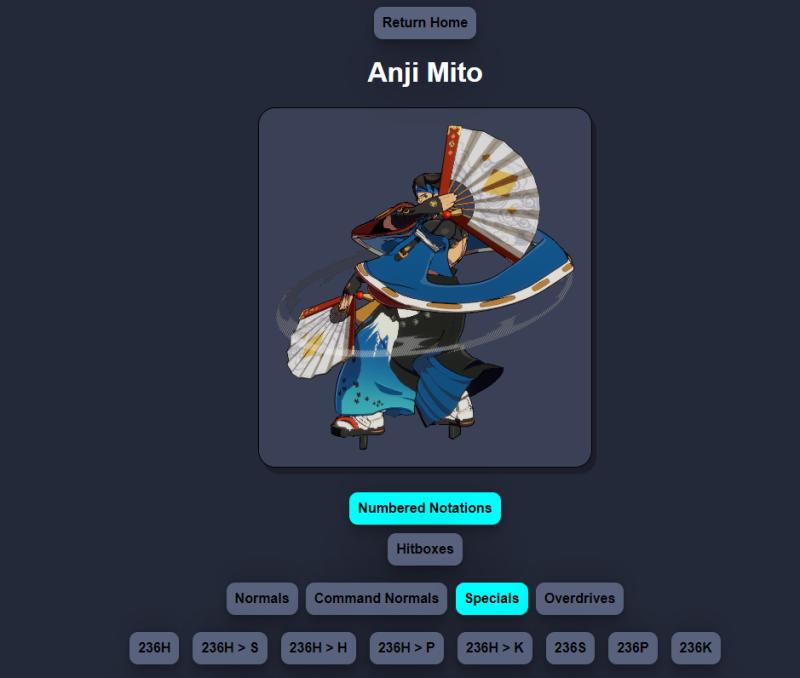 Return Home
Anji Mito
Numbered Notations
Hitboxes
Normals Command Normals Specials Overdrives
236H 236H > S 236H > H 236H > P 236H > K 236S 236P 236K